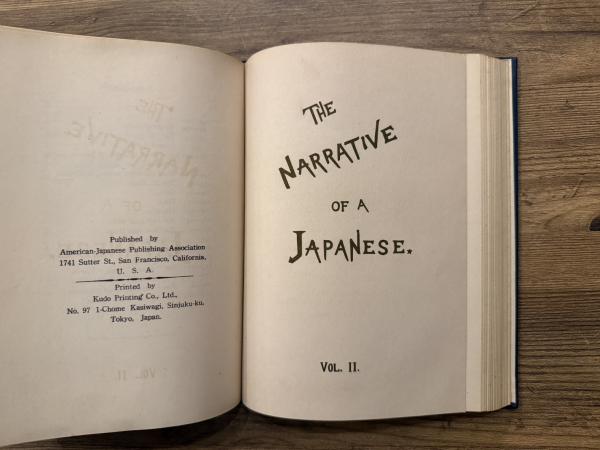 Published by
American-Japanese Publishing Association
1741 Sutter St., San Francisco, California,
U. S. A.
Printed by
Kudo Printing Co., Ltd.,
No. 97 1-Chome Kasiwagi, Sinjuku-ku,
Tokyo, Japan.
THE
NARRATIVE
OF A
JAPANESE.
VOL. II.